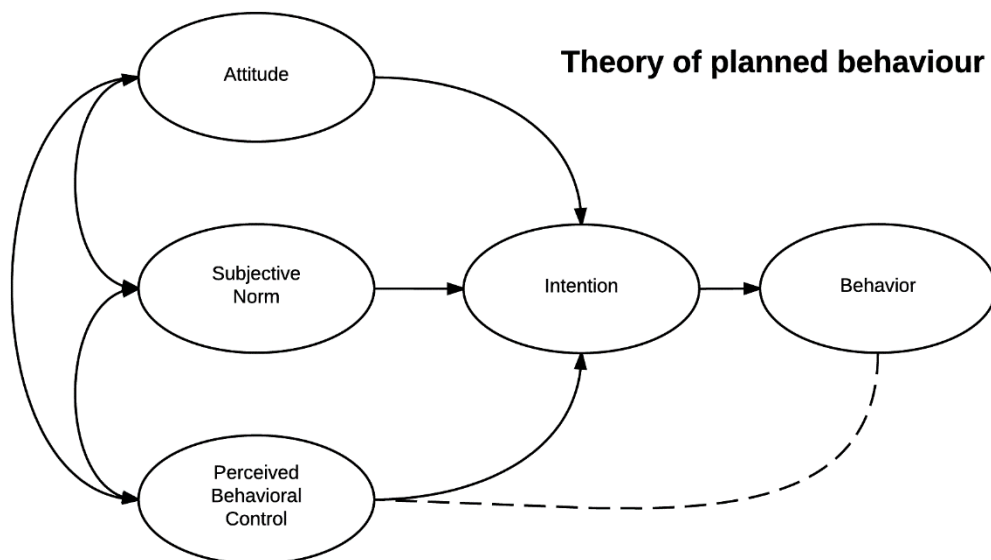 Theory of planned behaviour
Attitude
Subjective
Norm
Intention
Behavior
Perceived
Behavioral
Control